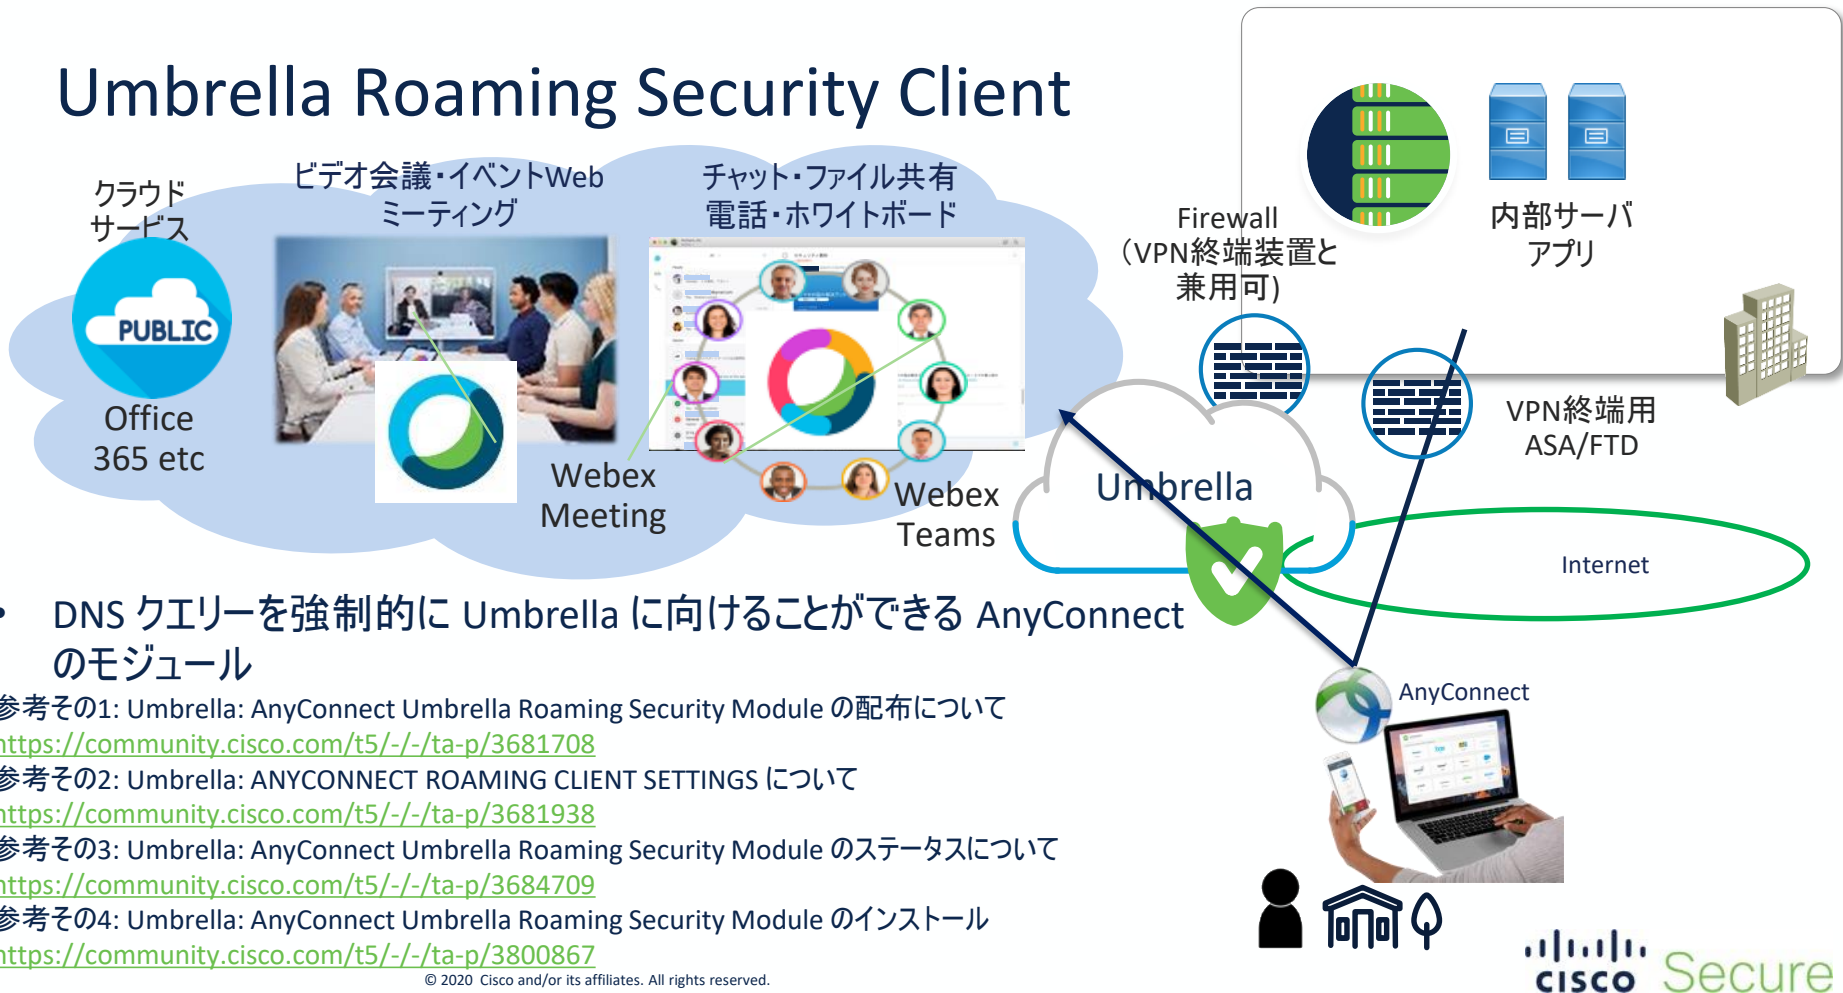 Umbrella Roaming Security Client
クラウド
サービス
PUBLIC
Office
365 etc
ビデオ会議・イベントWeb
ミーティング
チャット・ファイル共有
電話・ホワイトボード
Webex
Meeting
Webex
Teams
Firewall
（VPN終端装置と
兼用可)
内部サーバ
アプリ
VPN終端用
ASA/FTD
Umbrella
Internet
AnyConnect
• DNS クエリーを強制的に Umbrella に向けることができる AnyConnect
のモジュール
参考その1: Umbrella: AnyConnect Umbrella Roaming Security Module の配布について
https://community.cisco.com/t5/-/-/ta-p/3681708
参考その2: Umbrella: ANYCONNECT ROAMING CLIENT SETTINGS について
https://community.cisco.com/t5/-/-/ta-p/3681938
参考その3: Umbrella: AnyConnect Umbrella Roaming Security Module のステータスについて
https://community.cisco.com/t5/-/-/ta-p/3684709
参考その4: Umbrella: AnyConnect Umbrella Roaming Security Module のインストール
https://community.cisco.com/t5/-/-/ta-p/3800867
© 2020 Cisco and/or its affiliates. All rights reserved.
CISCO Secure